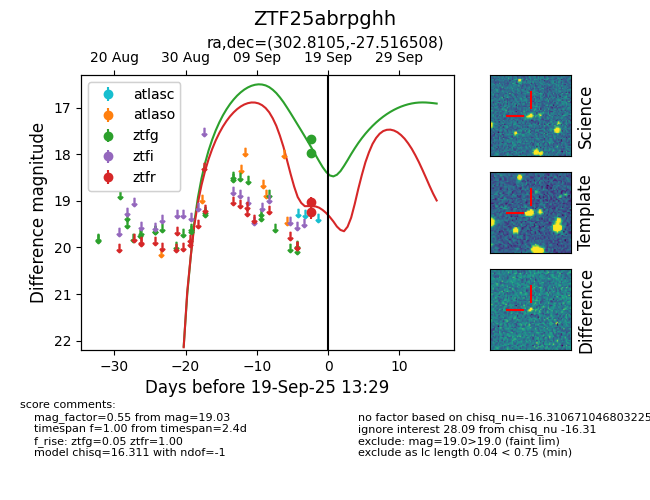 ZTF25abrpghh
ra,dec=(302.8105,-27.516508)
20 Aug 30 Aug 09 Sep 19 Sep 29 Sep
atlasc
atlaso
ztfg
ztfi
ztfr
17
18
19
20
21
22
Difference magnitude
−30 −20 −10 0 10
Days before 19-Sep-25 13:29
Science
Template
Difference
score comments:
mag_factor=0.55 from mag=19.03
timespan f=1.00 from timespan=2.4d
f_rise: ztfg=0.05 ztfr=1.00
model chisq=16.311 with ndof=-1
no factor based on chisq_nu=-16.310671046803225
ignore interest 28.09 from chisq_nu -16.31
exclude: mag=19.0>19.0 (faint lim)
exclude as lc length 0.04 < 0.75 (min)